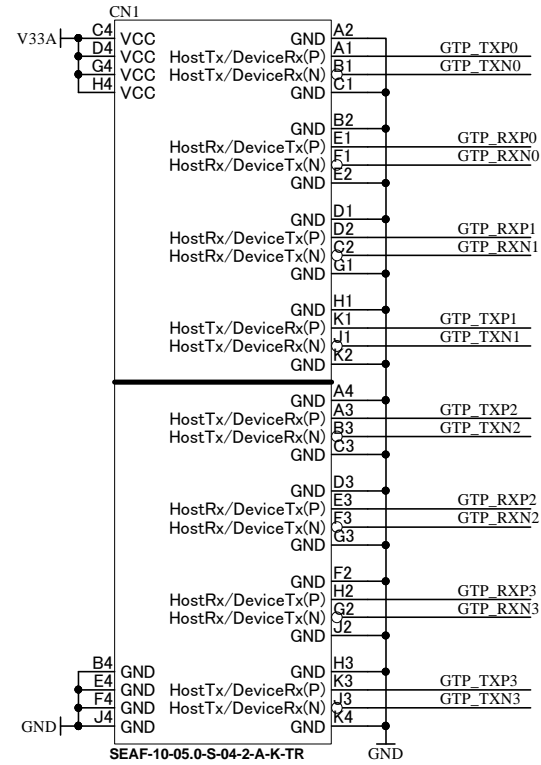 CN1
V33A
C4 VCC GND A2
D4 VCC HostTx/DeviceRx(P) A1 GTP_TXP0
G4 VCC HostTx/DeviceRx(N) B1 GTP_TXN0
H4 VCC GND C1
GND B2
HostRx/DeviceTx(P) E1 GTP_RXP0
HostRx/DeviceTx(N) F1 GTP_RXN0
GND E2
GND D1
HostRx/DeviceTx(P) D2 GTP_RXP1
HostRx/DeviceTx(N) C2 GTP_RXN1
GND G1
GND H1
HostTx/DeviceRx(P) K1 GTP_TXP1
HostTx/DeviceRx(N) J1 GTP_TXN1
GND K2
GND A4
HostTx/DeviceRx(P) A3 GTP_TXP2
HostTx/DeviceRx(N) B3 GTP_TXN2
GND C3
GND D3
HostRx/DeviceTx(P) E3 GTP_RXP2
HostRx/DeviceTx(N) F3 GTP_RXN2
GND G3
GND F2
HostRx/DeviceTx(P) H2 GTP_RXP3
HostRx/DeviceTx(N) G2 GTP_RXN3
GND J2
B4 GND GND H3
E4 GND HostTx/DeviceRx(P) K3 GTP_TXP3
F4 GND HostTx/DeviceRx(N) J3 GTP_TXN3
GND J4 GND GND K4
SEAF-10-05.0-S-04-2-A-K-TR GND